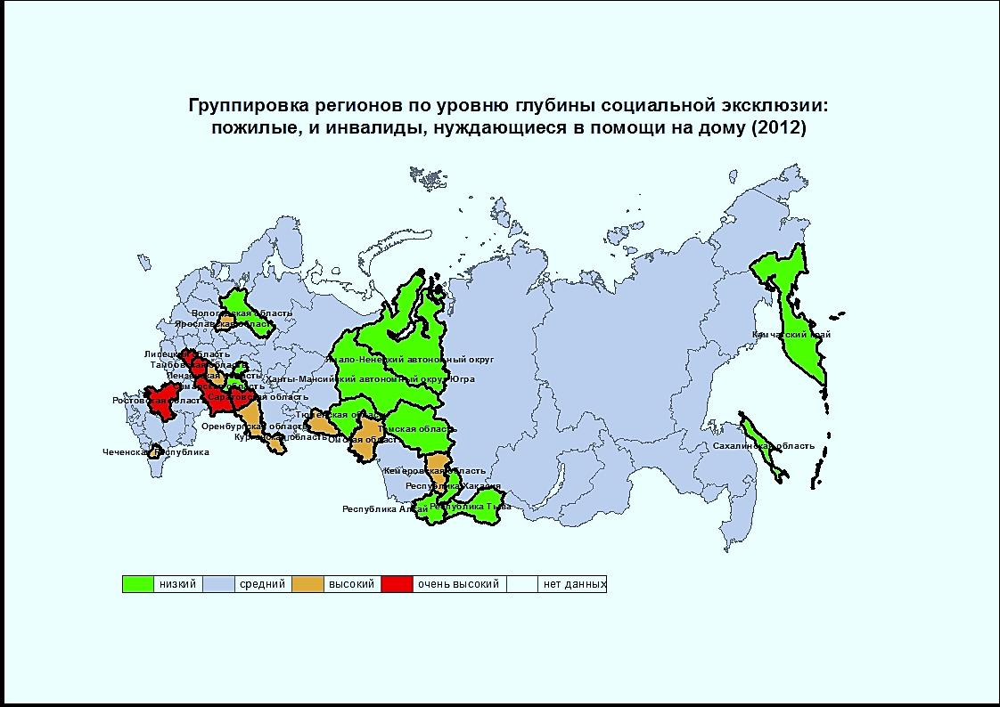 Группировка регионов по уровню глубины социальной эксклюзии:
пожилые, и инвалиды, нуждающиеся в помощи на дому (2012)
Вологодская область
Ярославская область
Камчатский край
Липецкая область
Ямало-Ненецкий автономный округ
Тамбовская область
Пензенская область
Ханты-Мансийский автономный округ-Югра
Самарская область
Саратовская область
Ростовская область
Тюменская область
Оренбургская область
Томская область
Курганская область
Омская область
Сахалинская область
Чеченская Республика
Кемеровская область
Республика Хакасия
Республика Алтай
Республика Тыва
низкий средний высокий очень высокий нет данных